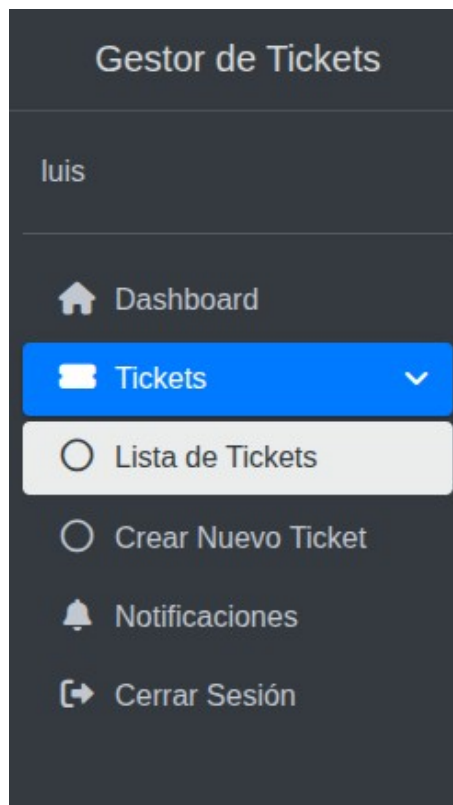 Gestor de Tickets
luis
Dashboard
Tickets
Lista de Tickets
Crear Nuevo Ticket
Notificaciones
Cerrar Sesión